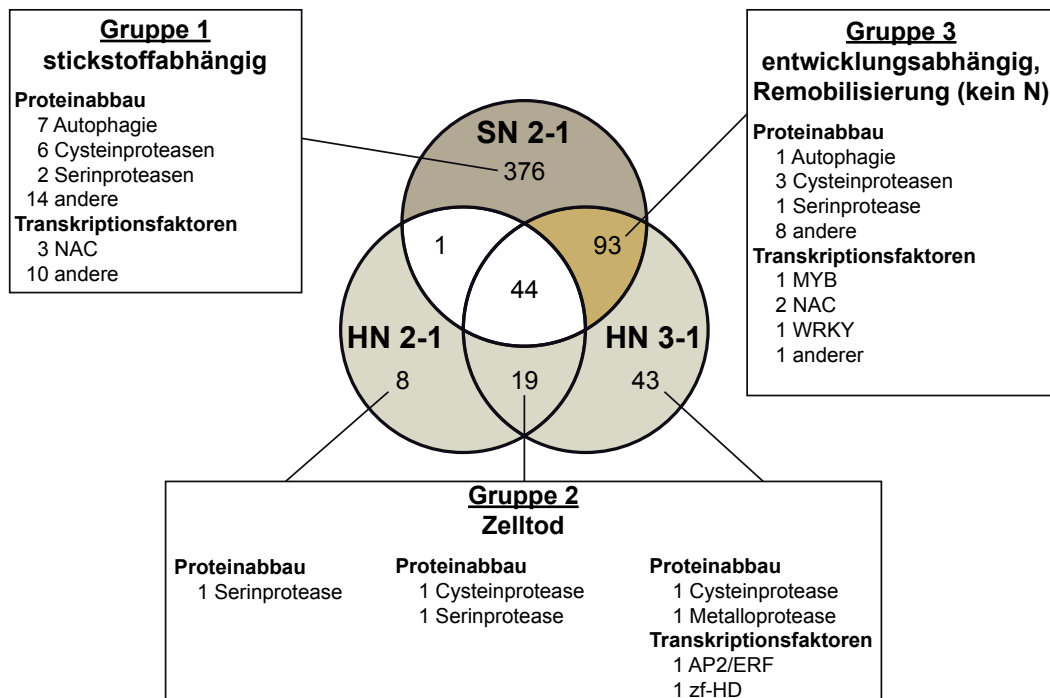 Gruppe 1
stickstoffabhängig
Proteinabbau
7 Autophagie
6 Cysteinproteasen
2 Serinproteasen
14 andere
Transkriptionsfaktoren
3 NAC
10 andere
Gruppe 3
entwicklungsabhängig,
Remobilisierung (kein N)
Proteinabbau
1 Autophagie
3 Cysteinproteasen
1 Serinprotease
8 andere
Transkriptionsfaktoren
1 MYB
2 NAC
1 WRKY
1 anderer
SN 2-1
376
1
93
44
HN 2-1
HN 3-1
8
19
43
Gruppe 2
Zelltod
Proteinabbau
1 Serinprotease
Proteinabbau
1 Cysteinprotease
1 Serinprotease
Proteinabbau
1 Cysteinprotease
1 Metalloprotease
Transkriptionsfaktoren
1 AP2/ERF
1 zf-HD